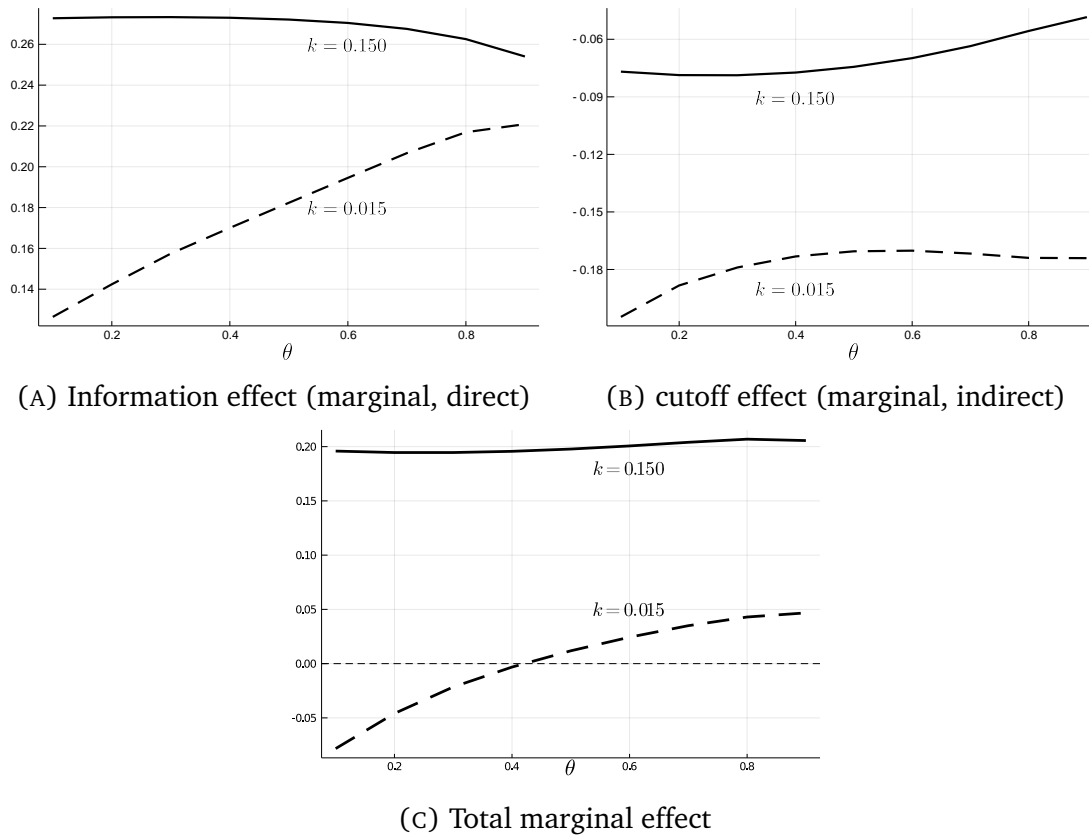 0.26
0.24
0.22
0.20
0.18
0.16
0.14
k = 0.150
k = 0.015
0.2 0.4 0.6 0.8
θ
(A) Information effect (marginal, direct)
- 0.06
- 0.09
- 0.12
- 0.15
- 0.18
k = 0.150
k = 0.015
0.2 0.4 0.6 0.8
θ
(B) cutoff effect (marginal, indirect)
0.20
0.15
0.10
0.05
0.00
-0.05
k = 0.150
k = 0.015
0.2 0.4 0.6 0.8
θ
(C) Total marginal effect